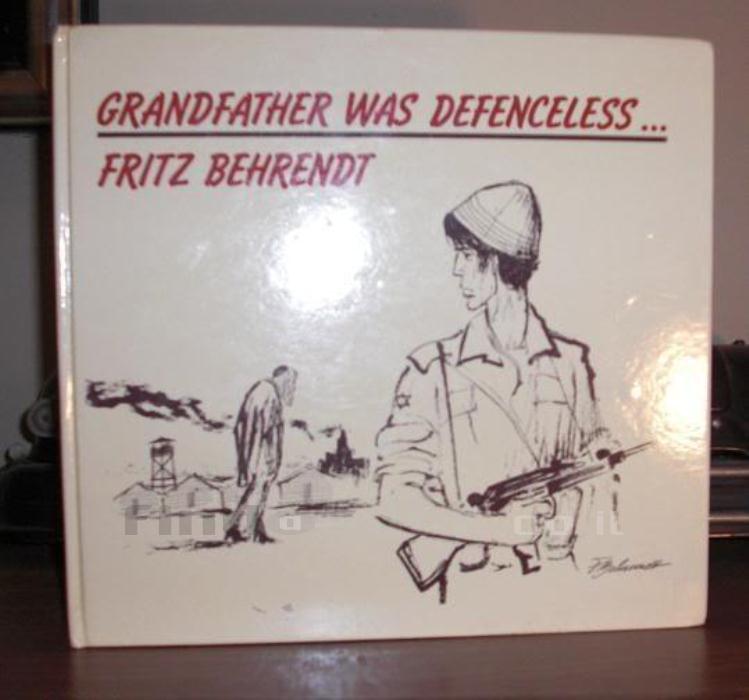 GRANDFATHER WAS DEFENCELESS...
FRITZ BEHRENDT